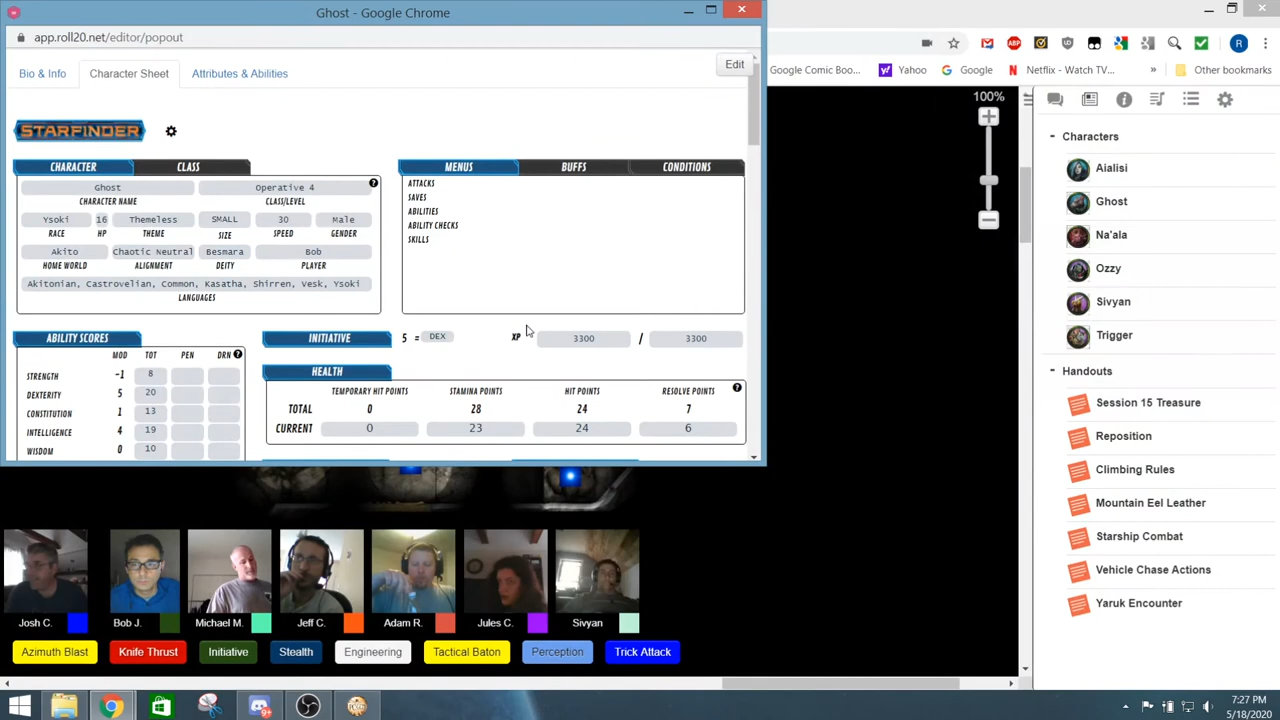 Ghost - Google Chrome
app.roll20.net/editor/popout
Bio & Info
Character Sheet
Attributes & Abilities
Edit
Google Comic Boo...
Yahoo
Google
Netflix - Watch TV...
»
Other bookmarks
STARFINDER
CHARACTER
CLASS
MENUS
BUFFS
CONDITIONS
Ghost
Operative 4
CHARACTER NAME
CLASS/LEVEL
Ysoki
16
Themeless
SMALL
30
Male
RACE
HP
THEME
SIZE
SPEED
GENDER
Akito
Chaotic Neutral
Besmara
Bob
HOME WORLD
ALIGNMENT
DEITY
PLAYER
Akitonian, Castrovelian, Common, Kasatha, Shirren, Vesk, Ysoki
LANGUAGES
ATTACKS
SAVES
ABILITIES
ABILITY CHECKS
SKILLS
ABILITY SCORES
INITIATIVE
5 = DEX
XP
3300 / 3300
MOD TOT PEN DRN
STRENGTH -1 8
DEXTERITY 5 20
CONSTITUTION 1 13
INTELLIGENCE 4 19
WISDOM 0 10
HEALTH
TEMPORARY HIT POINTS
STAMINA POINTS
HIT POINTS
RESOLVE POINTS
TOTAL 0 28 24 7
CURRENT 0 23 24 6
100%
Characters
Aialisi
Ghost
Na'ala
Ozzy
Sivyan
Trigger
Handouts
Session 15 Treasure
Reposition
Climbing Rules
Mountain Eel Leather
Starship Combat
Vehicle Chase Actions
Yaruk Encounter
Josh C.
Bob J.
Michael M.
Jeff C.
Adam R.
Jules C.
Sivyan
Azimuth Blast
Knife Thrust
Initiative
Stealth
Engineering
Tactical Baton
Perception
Trick Attack
7:27 PM
5/18/2020